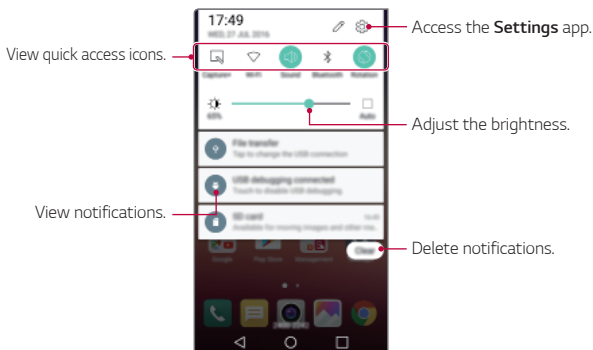 17:49
WED, 27 JUL 2016
Access the Settings app.
View quick access icons.
Capture+ Wi-Fi Sound Bluetooth Rotation
65% Auto
Adjust the brightness.
File transfer
Tap to change the USB connection
USB debugging connected
Touch to disable USB debugging
View notifications.
SD card 16:40
Available for moving images and other me...
Google Play Store Management
Clear
Delete notifications.